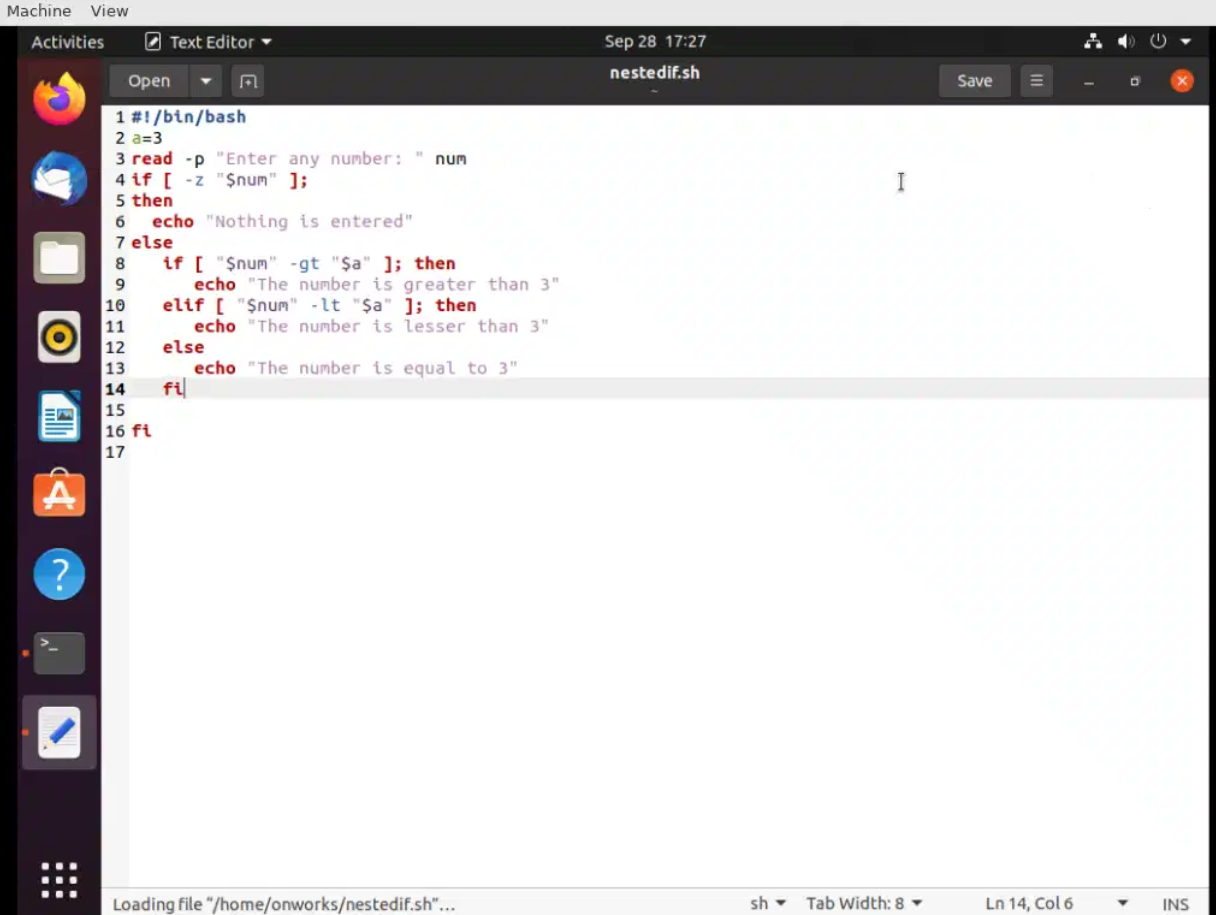 Machine View
Activities Text Editor Sep 28 17:27
Open nestedif.sh Save
~
1 #!/bin/bash
2 a=3
3 read -p "Enter any number: " num
4 if [ -z "$num" ];
5 then
6   echo "Nothing is entered"
7 else
8    if [ "$num" -gt "$a" ]; then
9       echo "The number is greater than 3"
10    elif [ "$num" -lt "$a" ]; then
11       echo "The number is lesser than 3"
12    else
13       echo "The number is equal to 3"
14    fi
15
16 fi
17
Loading file "/home/onworks/nestedif.sh"… sh Tab Width: 8 Ln 14, Col 6 INS